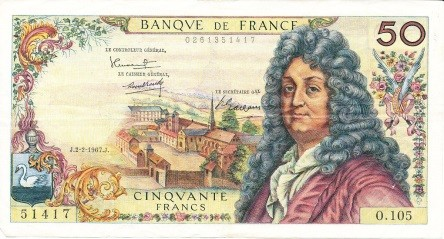 BANQUE DE FRANCE
50
0261351417
LE CONTROLEUR GÉNÉRAL,
LE CAISSIER GÉNÉRAL,
LE SECRÉTAIRE GAL
J.2-2-1967.J.
CINQUANTE
FRANCS
51417
O.105